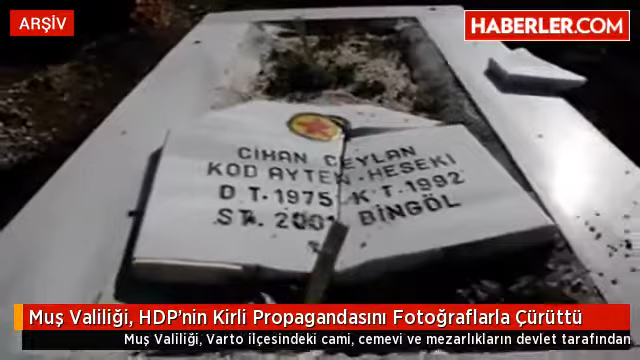 ARŞİV
HABERLER.COM
CİHAN CEYLAN
KOD AYTEN-HESEKI
D.T-1975 K.T.1992
ŞT. 2001 BİNGÖL
Muş Valiliği, HDP'nin Kirli Propagandasını Fotoğraflarla Çürüttü
Muş Valiliği, Varto ilçesindeki cami, cemevi ve mezarlıkların devlet tarafından